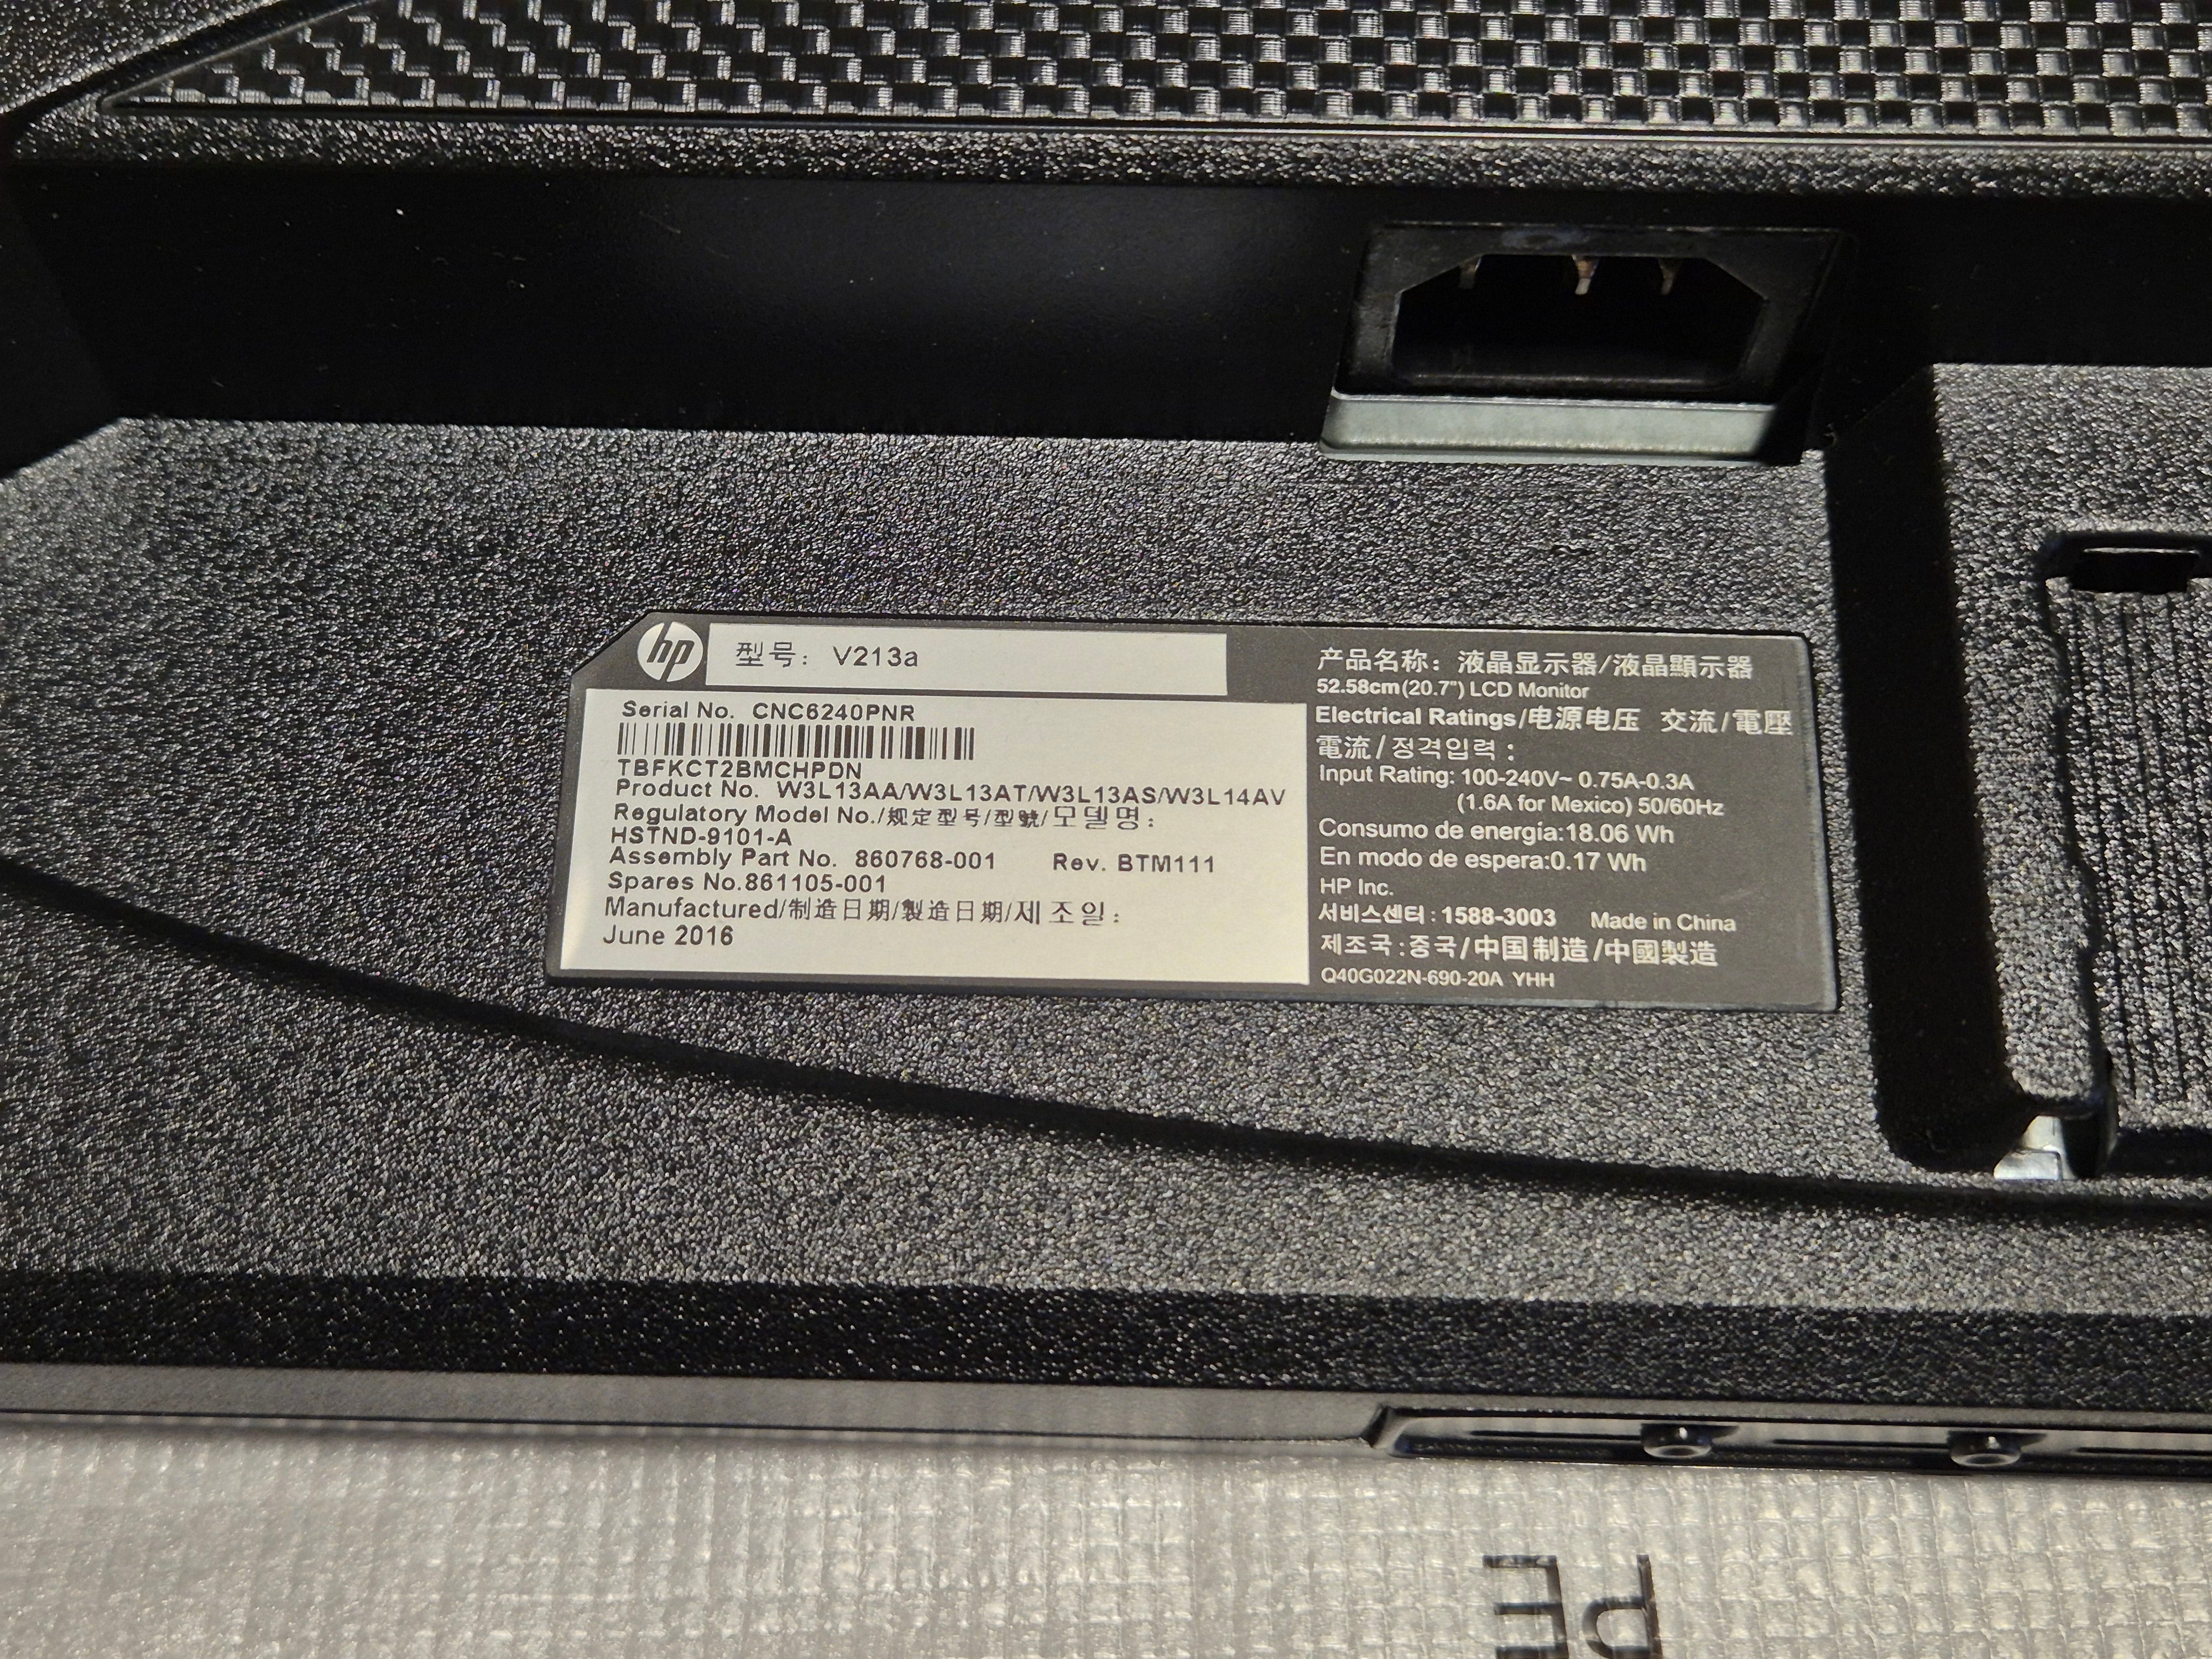 hp
型号: V213a
Serial No. CNC6240PNR
TBFKCT2BMCHPDN
Product No. W3L13AA/W3L13AT/W3L13AS/W3L14AV
Regulatory Model No./规定型号/型號/모델명:
HSTND-9101-A
Assembly Part No. 860768-001 Rev. BTM111
Spares No.861105-001
Manufactured/制造日期/製造日期/제조일:
June 2016
产品名称: 液晶显示器/液晶顯示器
52.58cm(20.7") LCD Monitor
Electrical Ratings/电源电压 交流/電壓
電流/정격입력:
Input Rating: 100-240V~ 0.75A-0.3A
(1.6A for Mexico) 50/60Hz
Consumo de energía:18.06 Wh
En modo de espera:0.17 Wh
HP Inc.
서비스센터: 1588-3003 Made in China
제조국:중국/中国制造/中國製造
Q40G022N-690-20A YHH
PE